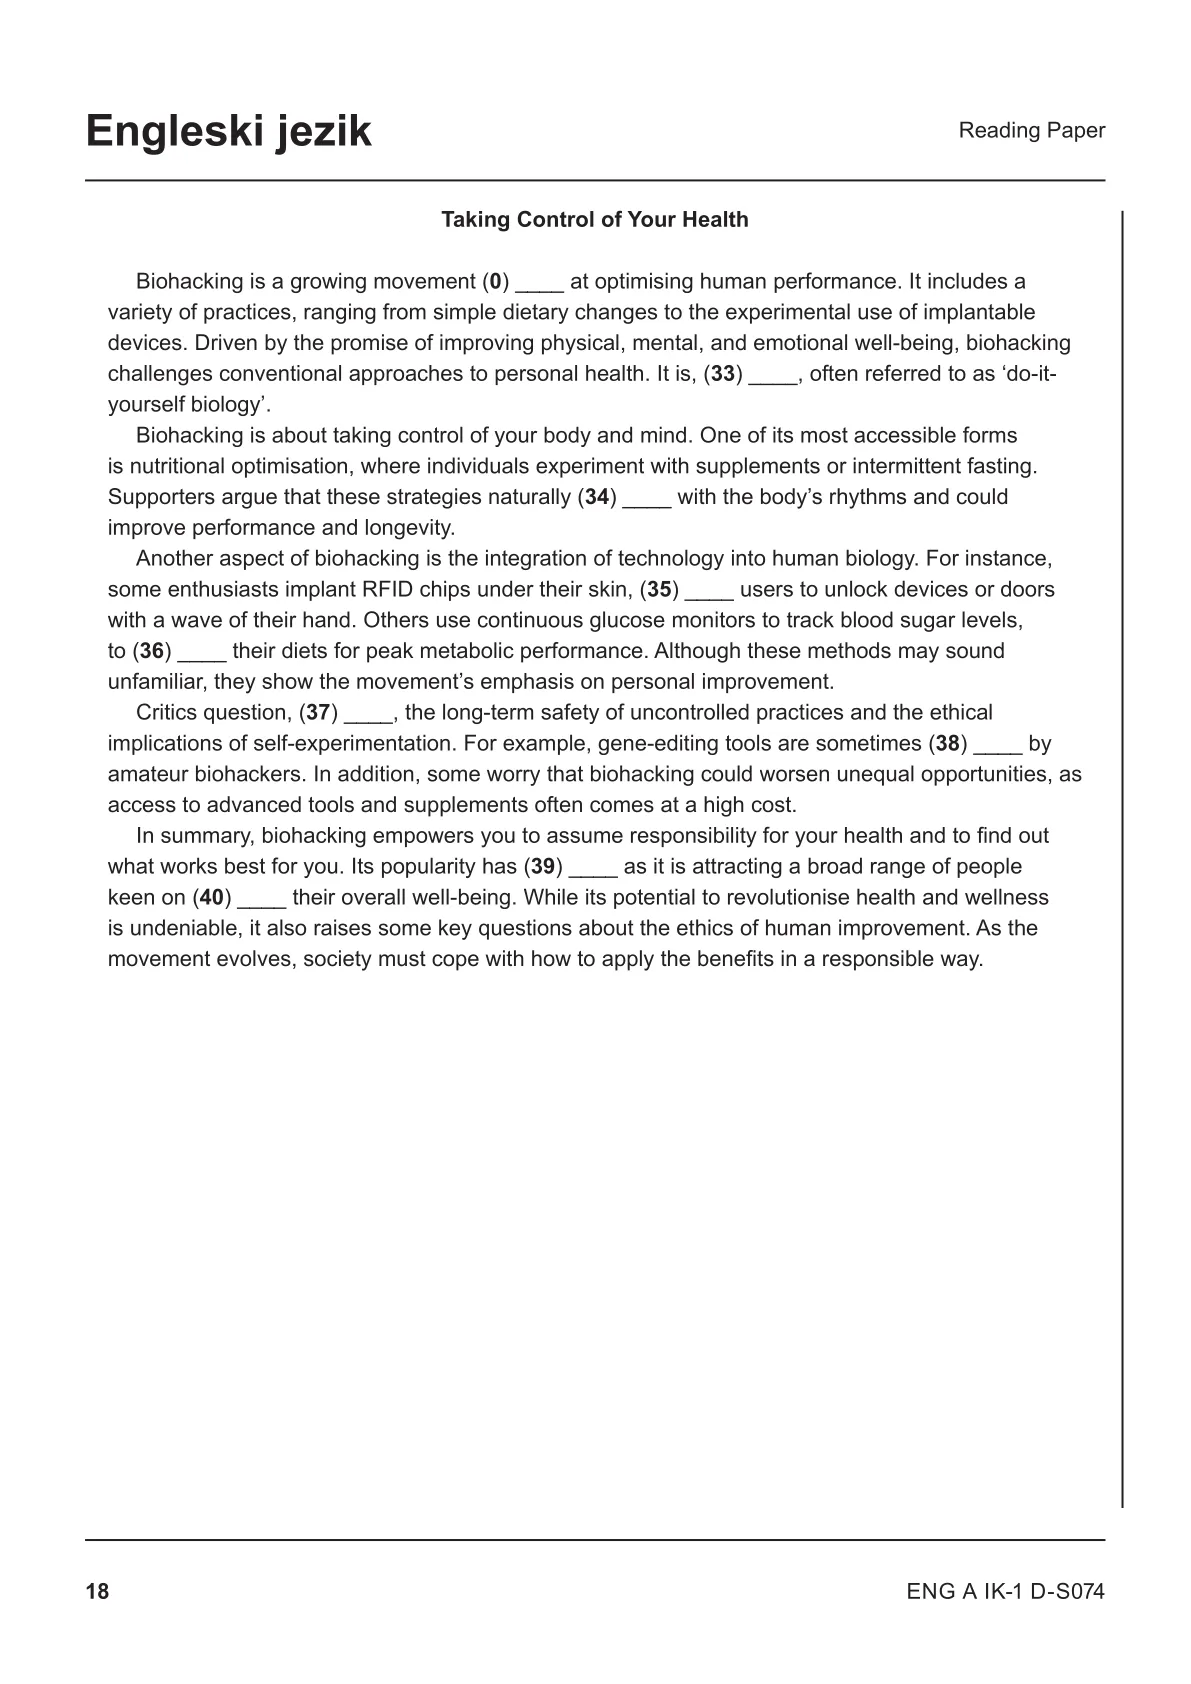 Engleski jezik
Reading Paper
Taking Control of Your Health
Biohacking is a growing movement (0) ____ at optimising human performance. It includes a
variety of practices, ranging from simple dietary changes to the experimental use of implantable
devices. Driven by the promise of improving physical, mental, and emotional well-being, biohacking
challenges conventional approaches to personal health. It is, (33) ____, often referred to as ‘do-it-
yourself biology’.
Biohacking is about taking control of your body and mind. One of its most accessible forms
is nutritional optimisation, where individuals experiment with supplements or intermittent fasting.
Supporters argue that these strategies naturally (34) ____ with the body’s rhythms and could
improve performance and longevity.
Another aspect of biohacking is the integration of technology into human biology. For instance,
some enthusiasts implant RFID chips under their skin, (35) ____ users to unlock devices or doors
with a wave of their hand. Others use continuous glucose monitors to track blood sugar levels,
to (36) ____ their diets for peak metabolic performance. Although these methods may sound
unfamiliar, they show the movement’s emphasis on personal improvement.
Critics question, (37) ____, the long-term safety of uncontrolled practices and the ethical
implications of self-experimentation. For example, gene-editing tools are sometimes (38) ____ by
amateur biohackers. In addition, some worry that biohacking could worsen unequal opportunities, as
access to advanced tools and supplements often comes at a high cost.
In summary, biohacking empowers you to assume responsibility for your health and to find out
what works best for you. Its popularity has (39) ____ as it is attracting a broad range of people
keen on (40) ____ their overall well-being. While its potential to revolutionise health and wellness
is undeniable, it also raises some key questions about the ethics of human improvement. As the
movement evolves, society must cope with how to apply the benefits in a responsible way.
18
ENG A IK-1 D-S074